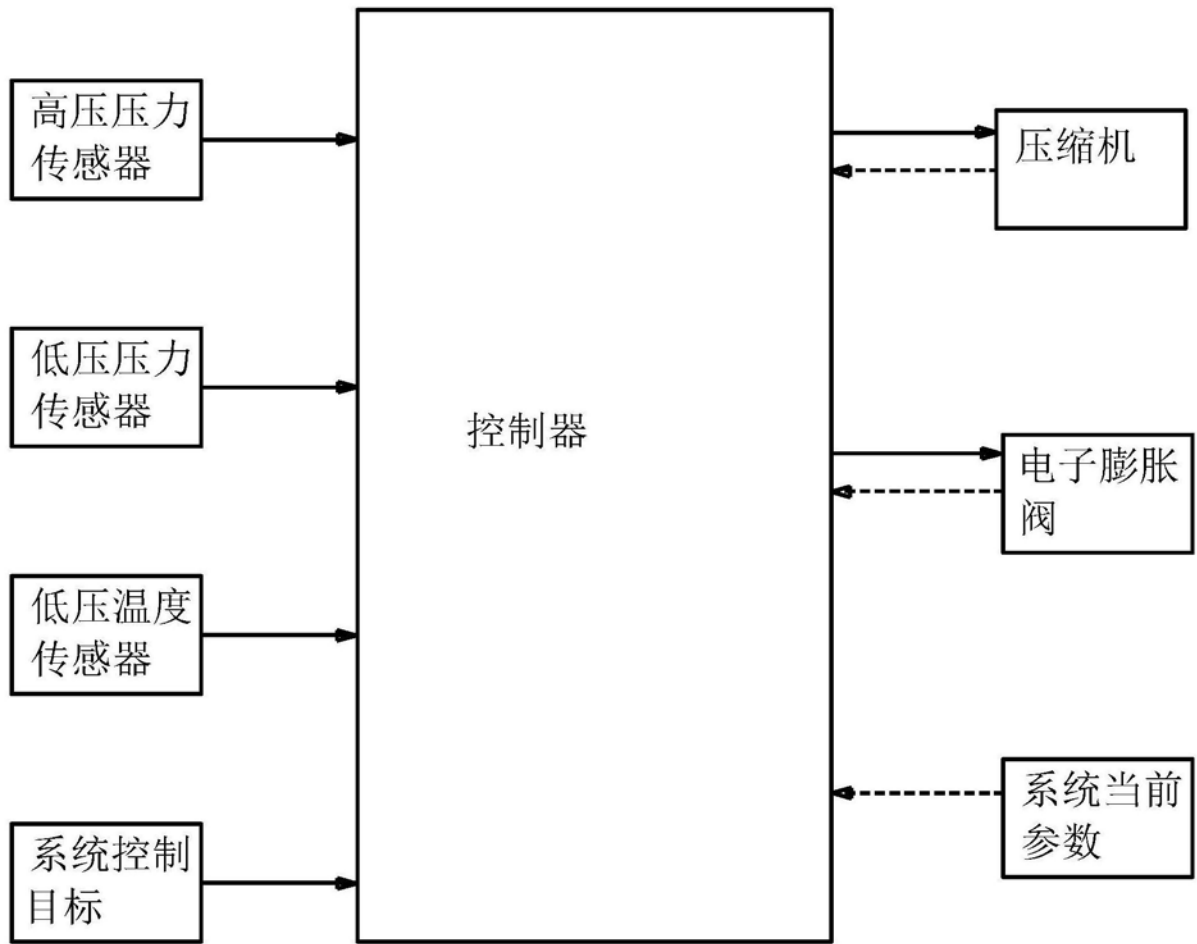 高压压力
传感器
低压压力
传感器
低压温度
传感器
系统控制
目标
控制器
压缩机
电子膨胀
阀
系统当前
参数